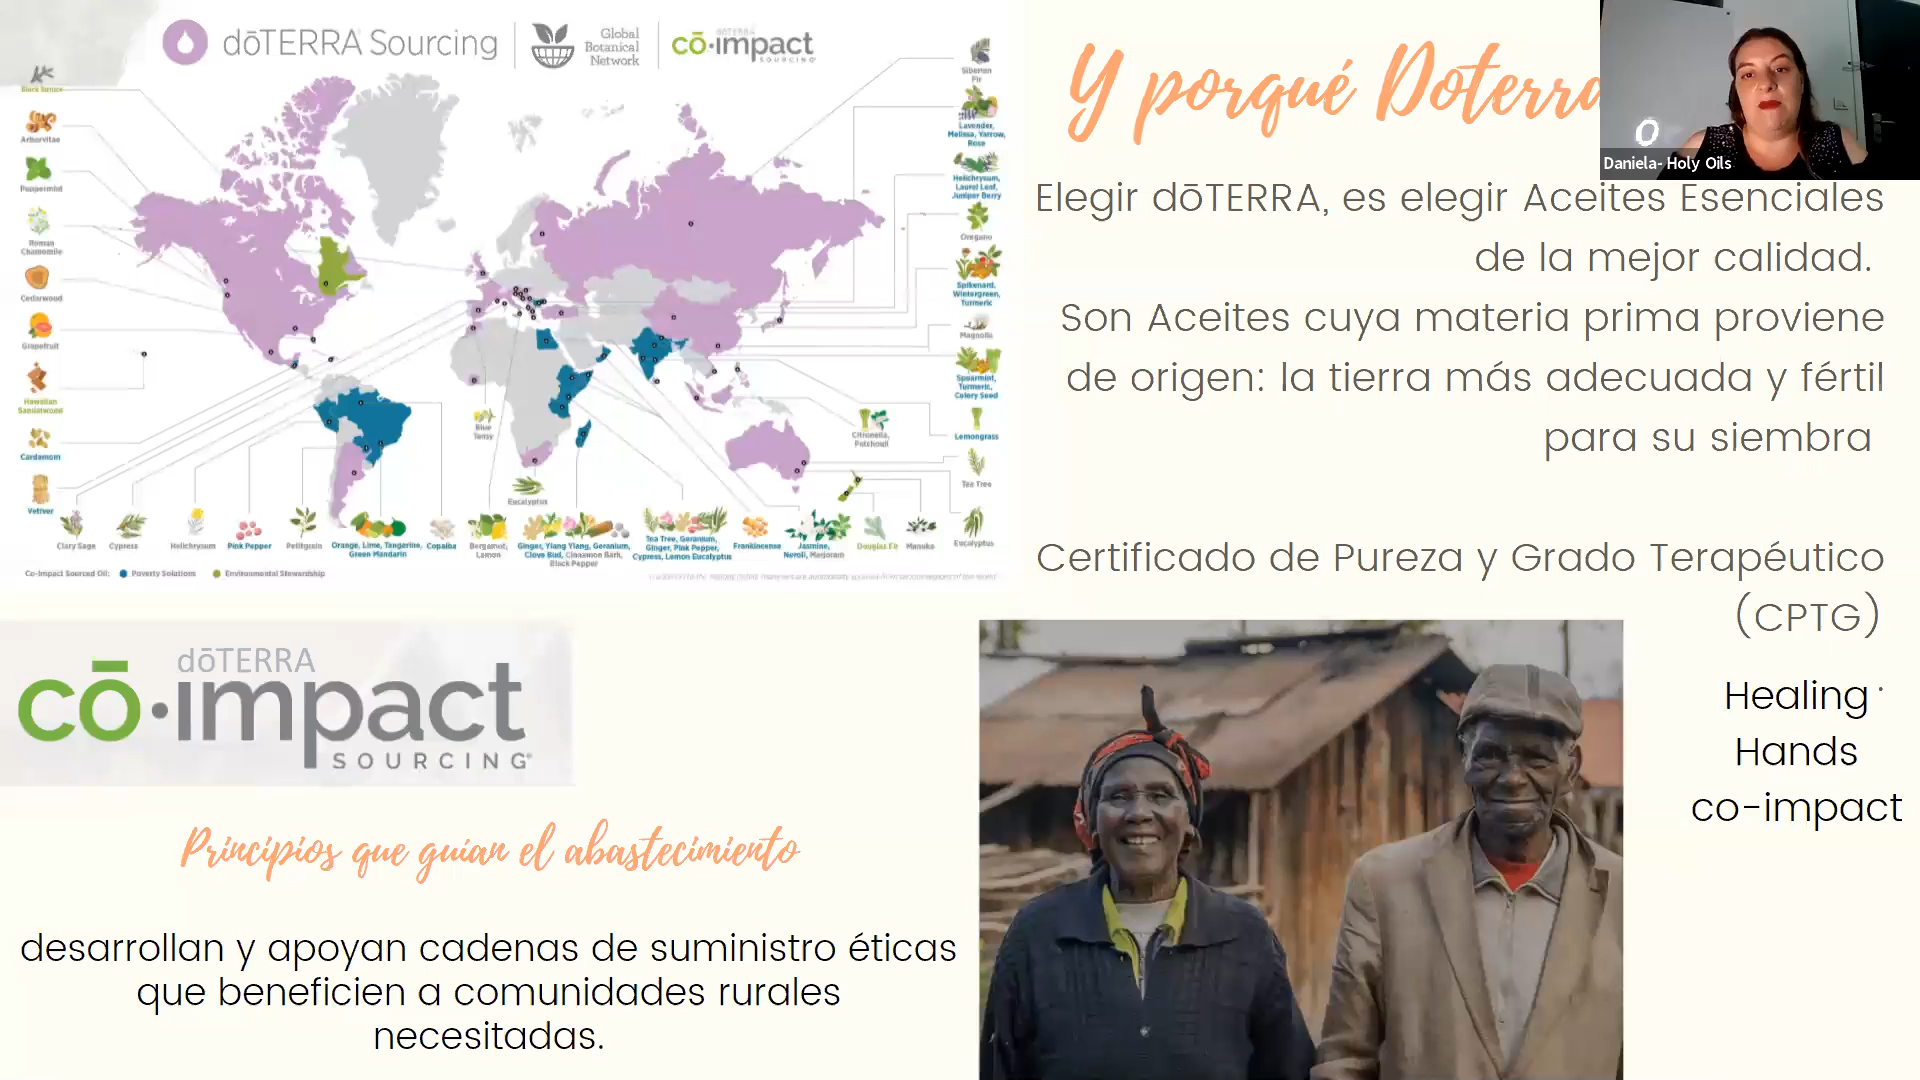 dōTERRA Sourcing
Global
Botanical
Network
dōTERRA
cō•impact
SOURCING
Black Spruce
Arborvitae
Peppermint
Roman
Chamomile
Cedarwood
Grapefruit
Hawaiian
Sandalwood
Cardamom
Vetiver
Siberian
Fir
Lavender,
Melissa, Yarrow,
Rose
Helichrysum,
Laurel Leaf,
Juniper Berry
Oregano
Spikenard,
Wintergreen,
Turmeric
Magnolia
Spearmint,
Turmeric,
Celery Seed
Lemongrass
Tea Tree
Eucalyptus
Blue
Tansy
Citronella,
Patchouli
Eucalyptus
Clary Sage
Cypress
Helichrysum
Pink Pepper
Petitgrain
Orange, Lime, Tangerine,
Green Mandarin
Copaiba
Bergamot,
Lemon
Ginger, Ylang Ylang, Geranium,
Clove Bud, Cinnamon Bark,
Black Pepper
Tea Tree, Geranium,
Ginger, Pink Pepper,
Cypress, Lemon Eucalyptus
Frankincense
Jasmine,
Neroli, Marjoram
Douglas Fir
Manuka
Co-Impact Sourced Oil:
Poverty Solutions
Environmental Stewardship
Y porqué Doterra
O
Daniela- Holy Oils
Elegir dōTERRA, es elegir Aceites Esenciales
de la mejor calidad.
Son Aceites cuya materia prima proviene
de origen: la tierra más adecuada y fértil
para su siembra
Certificado de Pureza y Grado Terapéutico
(CPTG)
Healing
Hands
co-impact
dōTERRA
cō•impact
SOURCING
Principios que guían el abastecimiento
desarrollan y apoyan cadenas de suministro éticas
que beneficien a comunidades rurales
necesitadas.